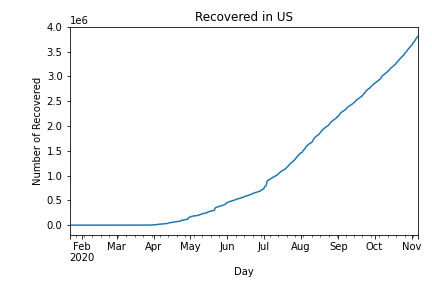 Recovered in US
1e6
4.0
3.5
3.0
2.5
2.0
1.5
1.0
0.5
0.0
Number of Recovered
Feb Mar Apr May Jun Jul Aug Sep Oct Nov
2020
Day